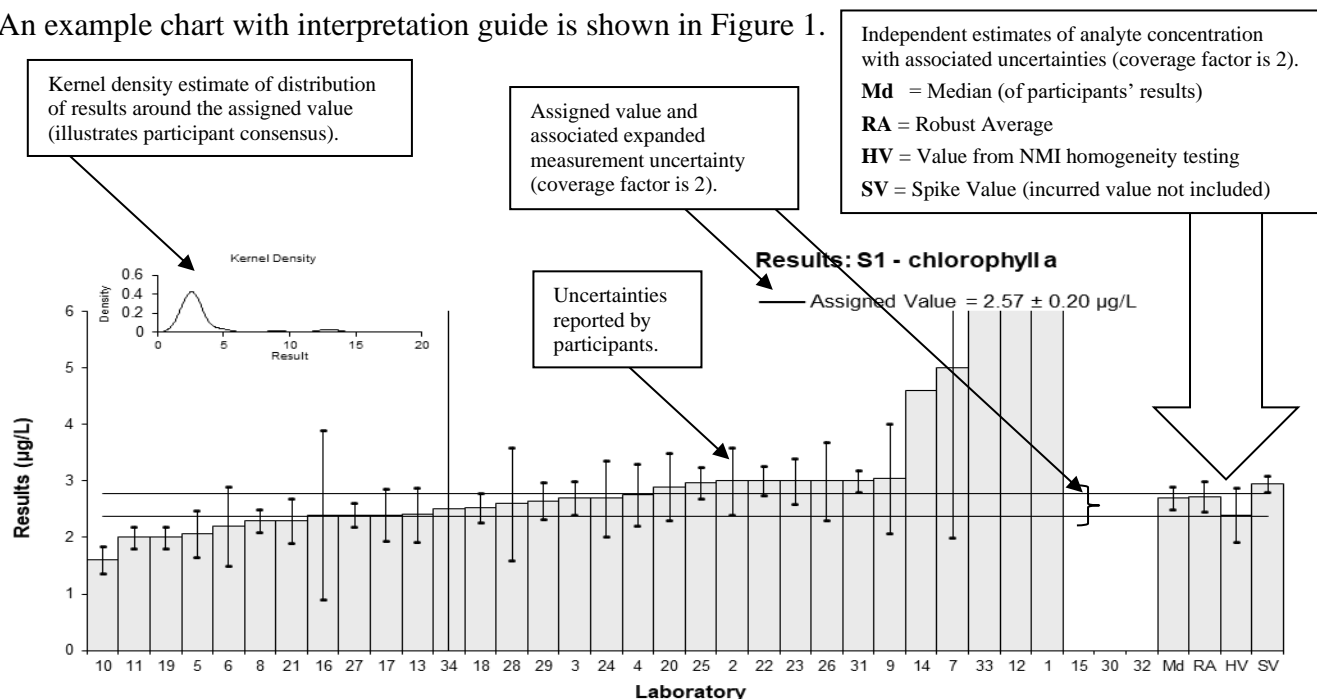 An example chart with interpretation guide is shown in Figure 1.
Kernel density estimate of distribution
of results around the assigned value
(illustrates participant consensus).
Assigned value and
associated expanded
measurement uncertainty
(coverage factor is 2).
Independent estimates of analyte concentration
with associated uncertainties (coverage factor is 2).
Md = Median (of participants' results)
RA = Robust Average
HV = Value from NMI homogeneity testing
SV = Spike Value (incurred value not included)
Kernel Density
Density
0.6
0.4
0.2
0
0 5 10 15 20
Result
Uncertainties
reported by
participants.
Results: S1 - chlorophyll a
Assigned Value = 2.57 ± 0.20 µg/L
Results (µg/L)
6
5
4
3
2
1
0
10 11 19 5 6 8 21 16 27 17 13 34 18 28 29 3 24 4 20 25 2 22 23 26 31 9 14 7 33 12 1 15 30 32 Md RA HV SV
Laboratory